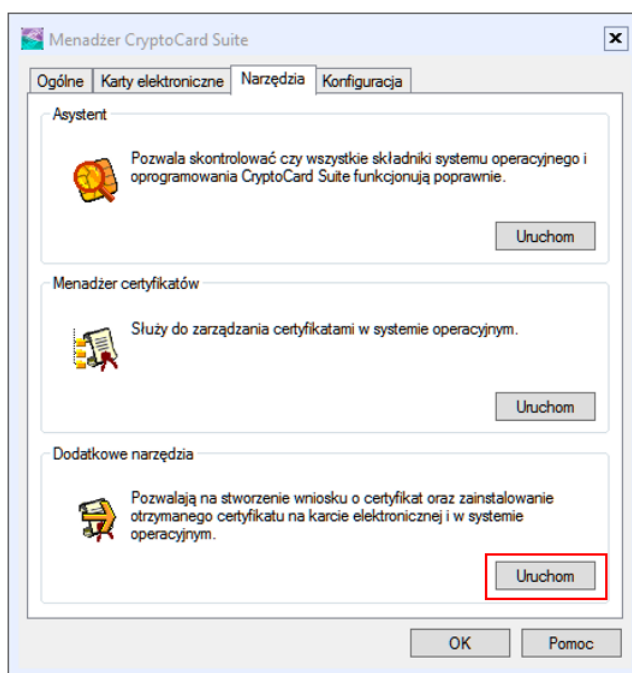 Menadżer CryptoCard Suite
Ogólne
Karty elektroniczne
Narzędzia
Konfiguracja
Asystent
Pozwala skontrolować czy wszystkie składniki systemu operacyjnego i
oprogramowania CryptoCard Suite funkcjonują poprawnie.
Uruchom
Menadżer certyfikatów
Służy do zarządzania certyfikatami w systemie operacyjnym.
Uruchom
Dodatkowe narzędzia
Pozwalają na stworzenie wniosku o certyfikat oraz zainstalowanie
otrzymanego certyfikatu na karcie elektronicznej i w systemie
operacyjnym.
Uruchom
OK
Pomoc